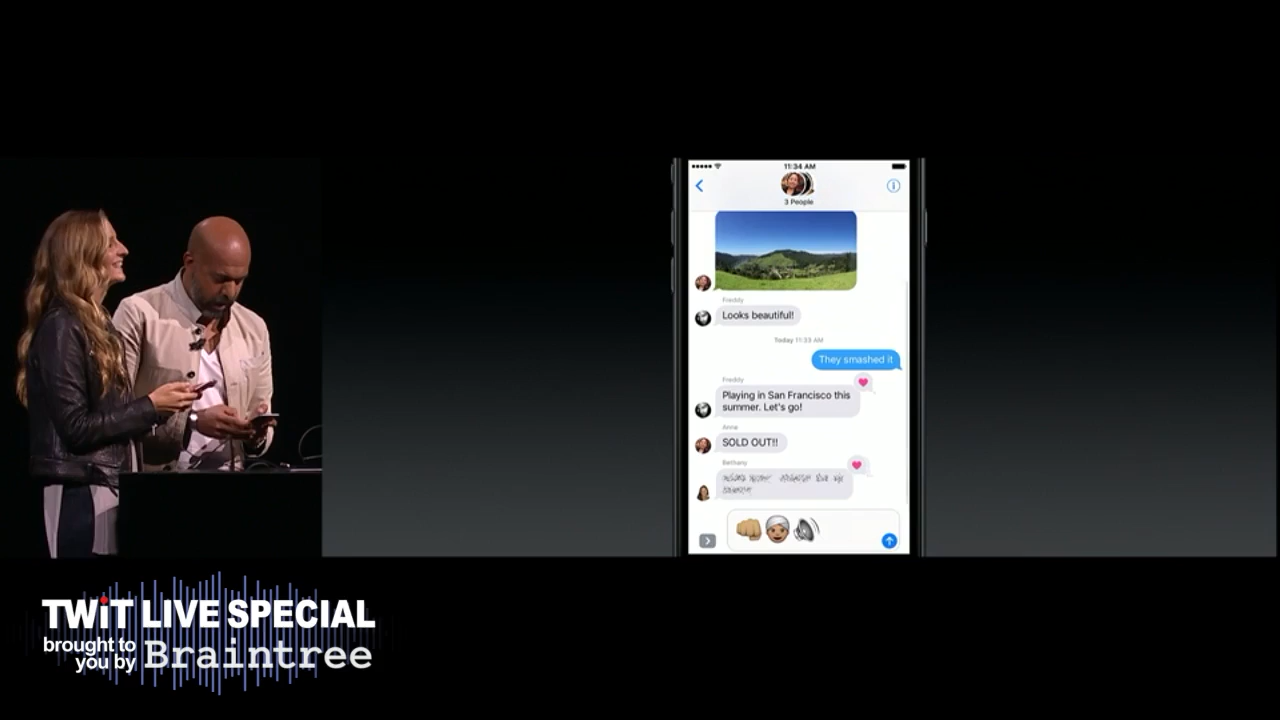 11:34 AM
3 People
Freddy
Looks beautiful!
Today 11:33 AM
They smashed it
Freddy
Playing in San Francisco this
summer. Let's go!
Anne
SOLD OUT!!
Bethany
TWiT LIVE SPECIAL
brought to
you by Braintree